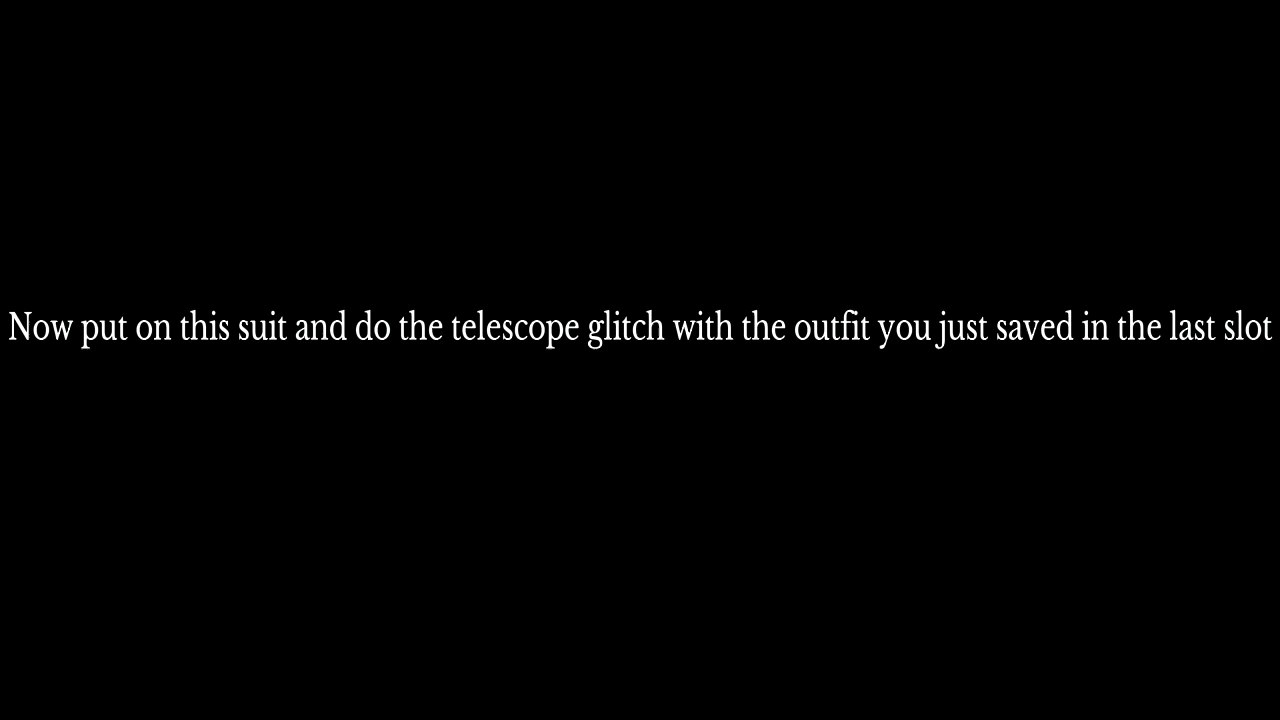 Now put on this suit and do the telescope glitch with the outfit you just saved in the last slot